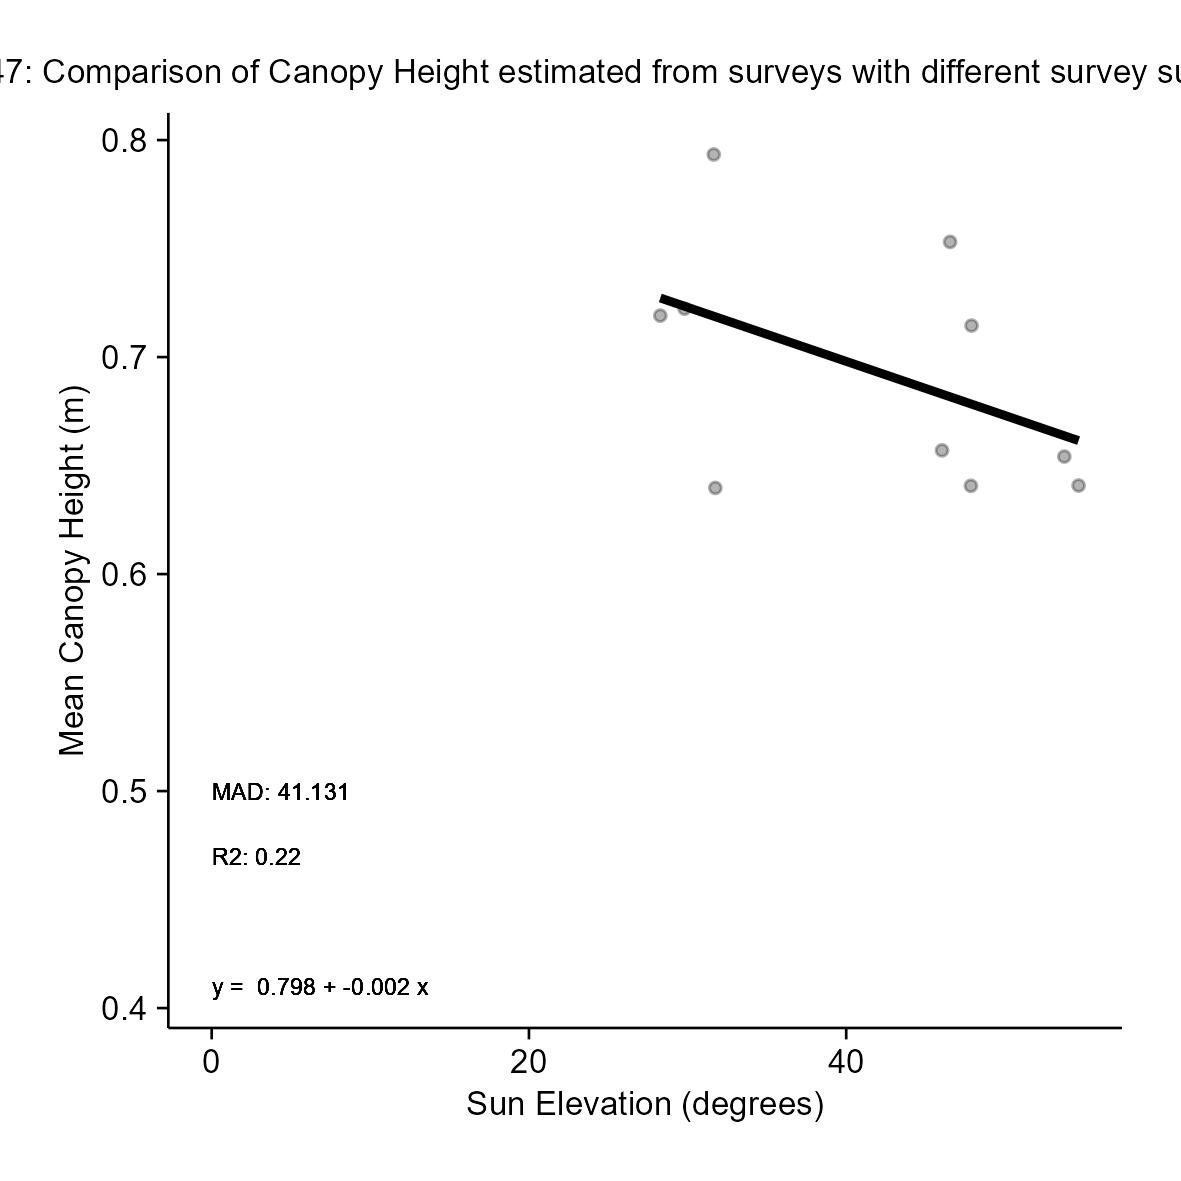 47: Comparison of Canopy Height estimated from surveys with different survey
0.8
0.7
0.6
0.5
0.4
Mean Canopy Height (m)
MAD: 41.131
R2: 0.22
y = 0.798 + -0.002 x
0 20 40
Sun Elevation (degrees)